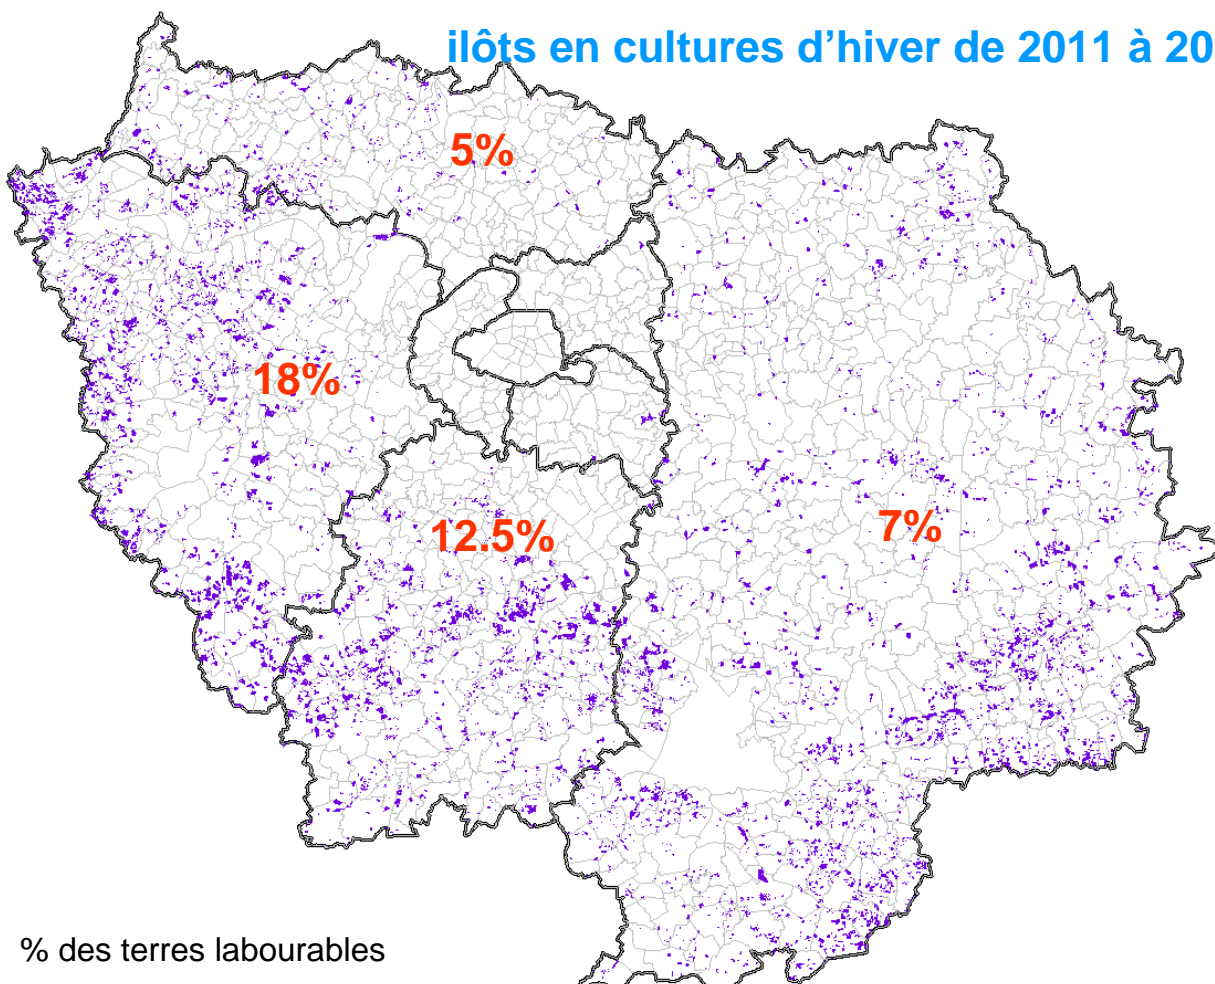 ilôts en cultures d’hiver de 2011 à 20
5%
18%
12.5%
7%
% des terres labourables